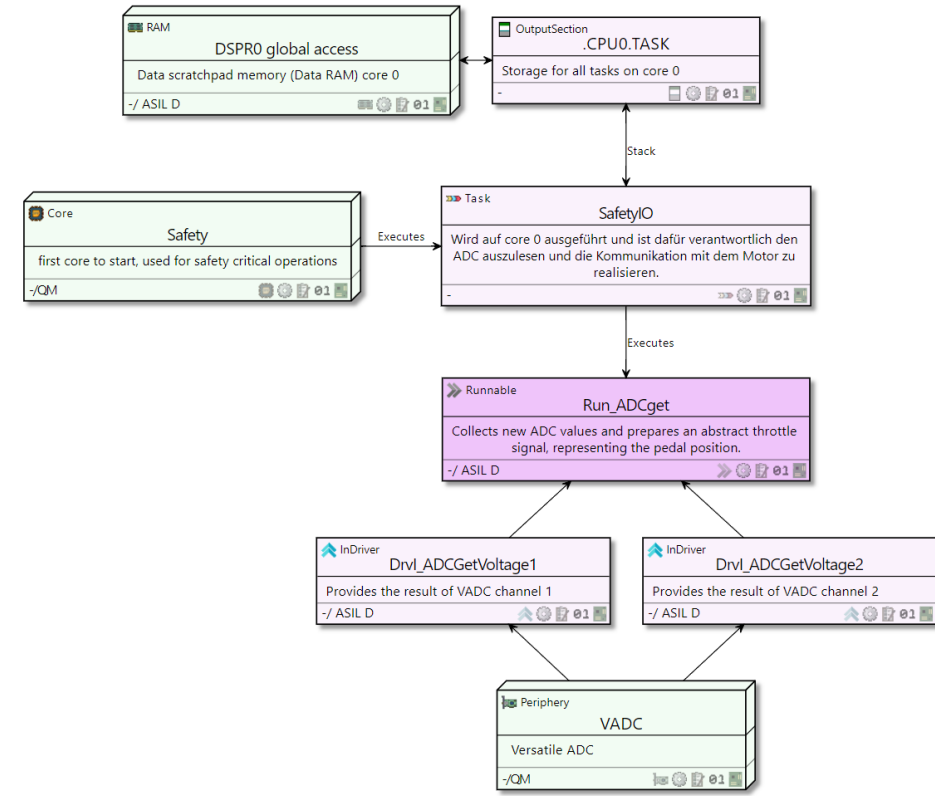 RAM
DSPR0 global access
Data scratchpad memory (Data RAM) core 0
-/ ASIL D
01
OutputSection
.CPU0.TASK
Storage for all tasks on core 0
-
01
Stack
Core
Safety
first core to start, used for safety critical operations
-/QM
01
Executes
Task
SafetyIO
Wird auf core 0 ausgeführt und ist dafür verantwortlich den
ADC auszulesen und die Kommunikation mit dem Motor zu
realisieren.
-
01
Executes
Runnable
Run_ADCget
Collects new ADC values and prepares an abstract throttle
signal, representing the pedal position.
-/ ASIL D
01
InDriver
DrvI_ADCGetVoltage1
Provides the result of VADC channel 1
-/ ASIL D
01
InDriver
DrvI_ADCGetVoltage2
Provides the result of VADC channel 2
-/ ASIL D
01
Periphery
VADC
Versatile ADC
-/QM
01